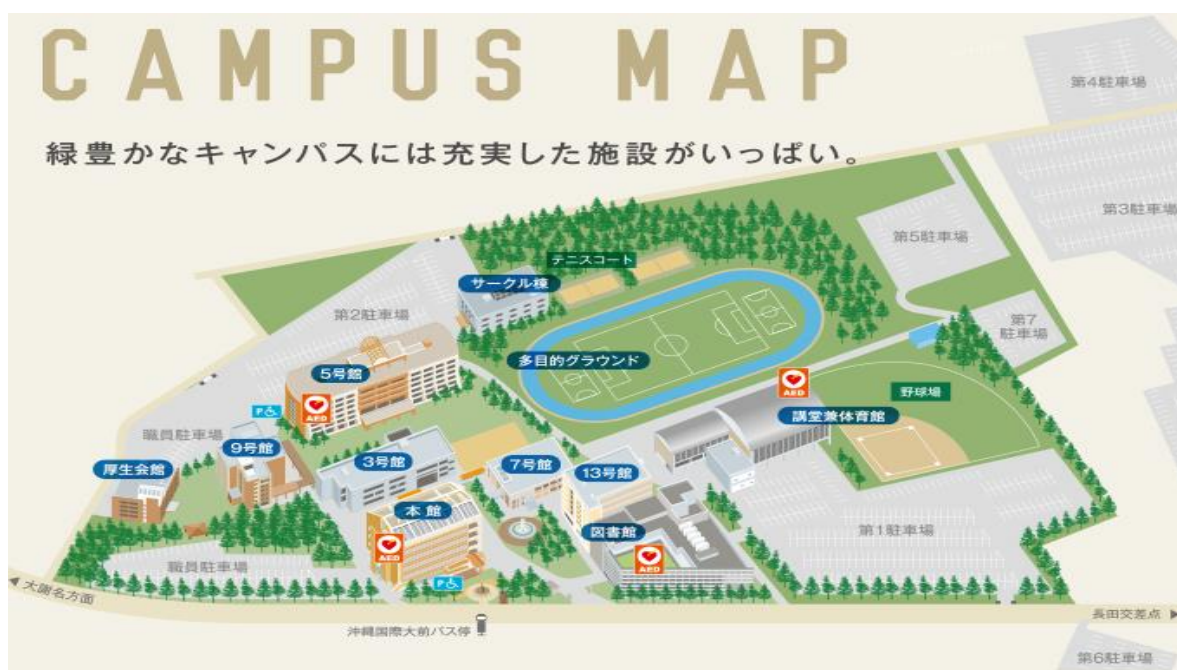 CAMPUS MAP
緑豊かなキャンパスには充実した施設がいっぱい。
第4駐車場
第3駐車場
第5駐車場
テニスコート
サークル棟
第2駐車場
第7
駐車場
多目的グラウンド
5号館
AED
AED
野球場
講堂兼体育館
P
職員駐車場
9号館
3号館
7号館
13号館
厚生会館
本館
図書館
第1駐車場
AED
AED
職員駐車場
P
大謝名方面
長田交差点
沖縄国際大前バス停
第6駐車場